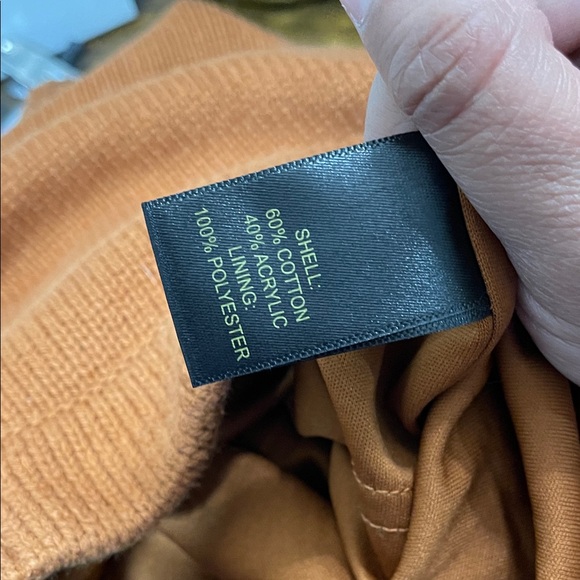 SHELL:
60% COTTON
40% ACRYLIC
LINING:
100% POLYESTER